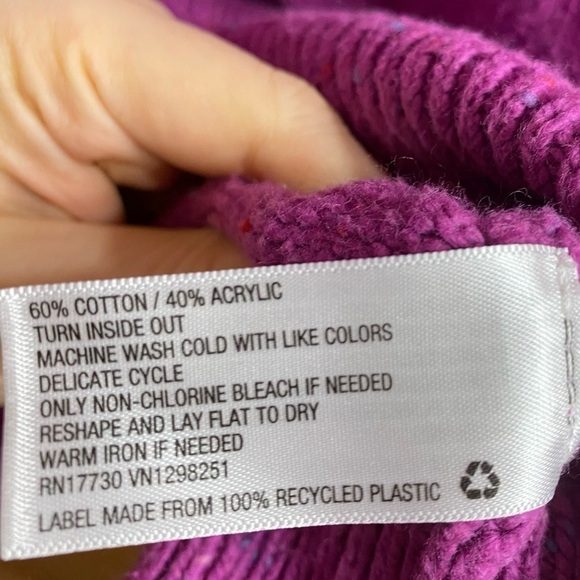 60% COTTON / 40% ACRYLIC
TURN INSIDE OUT
MACHINE WASH COLD WITH LIKE COLORS
DELICATE CYCLE
ONLY NON-CHLORINE BLEACH IF NEEDED
RESHAPE AND LAY FLAT TO DRY
WARM IRON IF NEEDED
RN17730 VN1298251
LABEL MADE FROM 100% RECYCLED PLASTIC